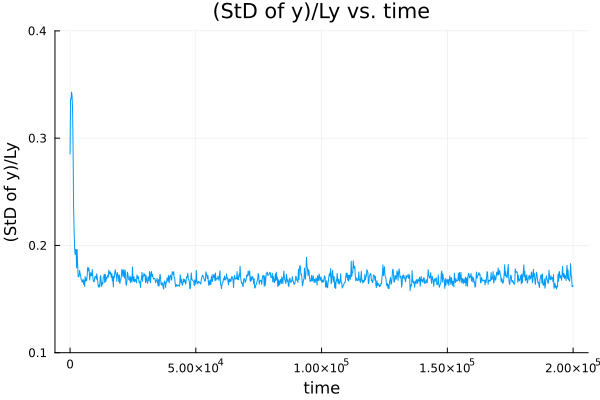 (StD of y)/Ly vs. time
(StD of y)/Ly
0.4
0.3
0.2
0.1
0 5.00×10⁴ 1.00×10⁵ 1.50×10⁵ 2.00×10⁵
time